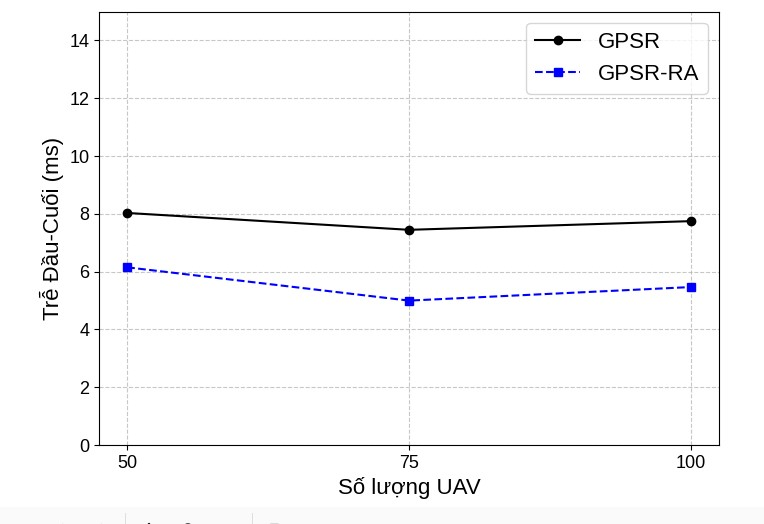 14
12
10
8
6
4
2
0
GPSR
GPSR-RA
Trễ Đầu-Cuối (ms)
50
75
100
Số lượng UAV